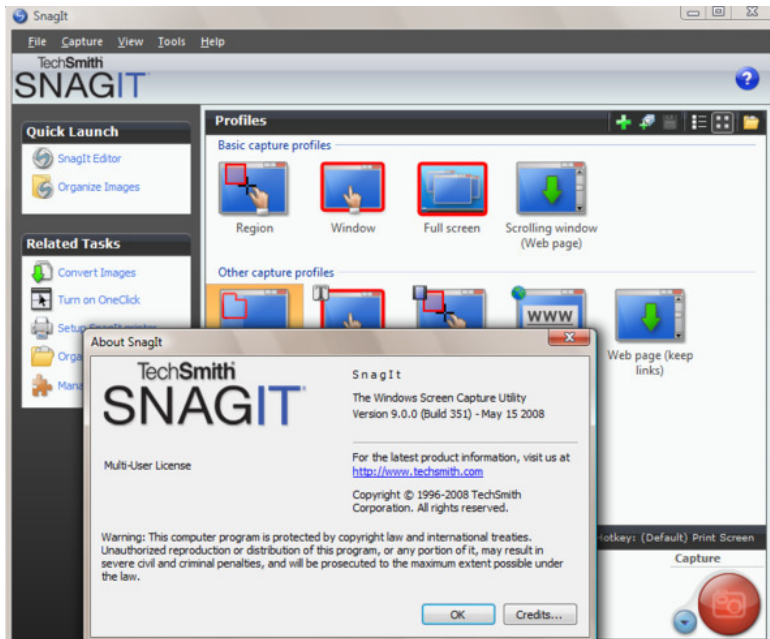 SnagIt
File Capture View Tools Help
TechSmith
SNAGIT
Quick Launch
SnagIt Editor
Organize Images
Related Tasks
Convert Images
Turn on OneClick
Setup SnagIt printer
Orga
Mana
Profiles
Basic capture profiles
Region
Window
Full screen
Scrolling window
(Web page)
Other capture profiles
WWW
Web page (keep
links)
About SnagIt
TechSmith
SNAGIT
SnagIt
The Windows Screen Capture Utility
Version 9.0.0 (Build 351) - May 15 2008
Multi-User License
For the latest product information, visit us at
http://www.techsmith.com
Copyright © 1996-2008 TechSmith
Corporation. All rights reserved.
Warning: This computer program is protected by copyright law and international treaties.
Unauthorized reproduction or distribution of this program, or any portion of it, may result in
severe civil and criminal penalties, and will be prosecuted to the maximum extent possible under
the law.
OK
Credits...
Hotkey: (Default) Print Screen
Capture